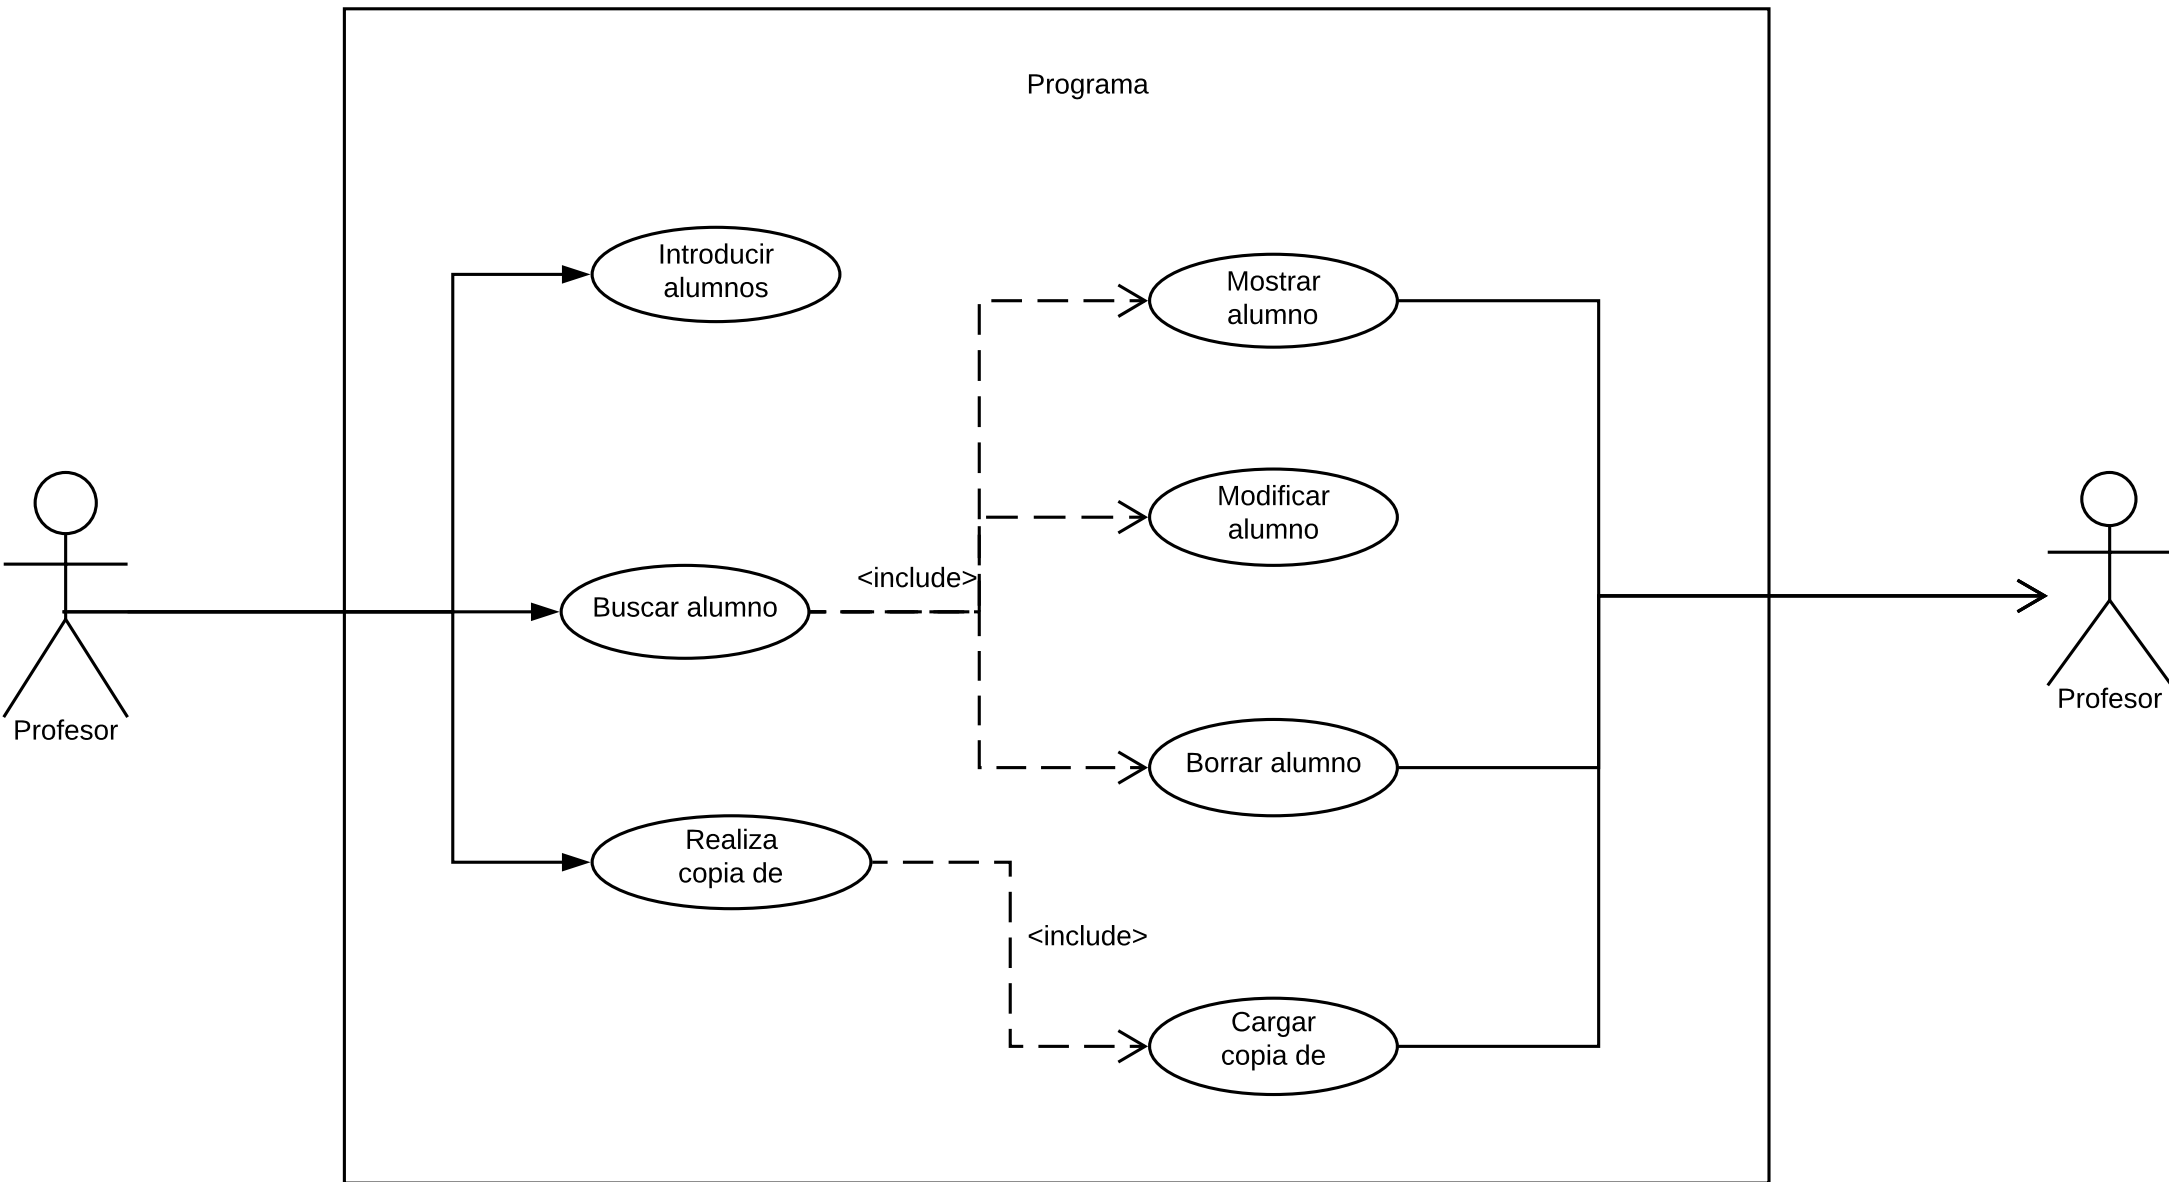 Programa
Introducir
alumnos
Mostrar
alumno
Modificar
alumno
<include>
Buscar alumno
Profesor
Profesor
Borrar alumno
Realiza
copia de
<include>
Cargar
copia de